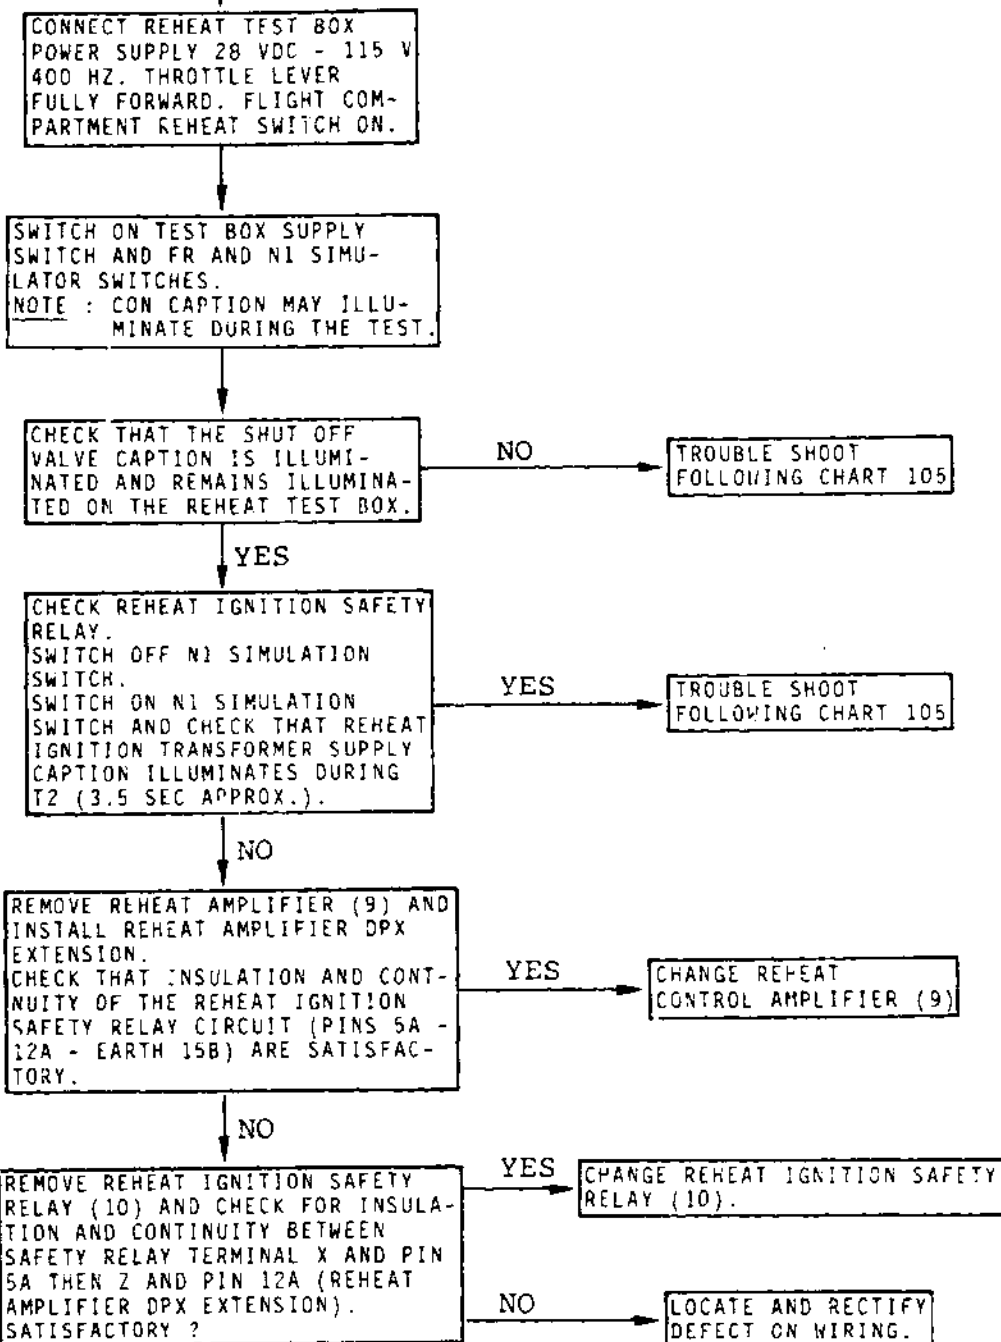 CONNECT REHEAT TEST BOX
POWER SUPPLY 28 VDC - 115 V
400 HZ. THROTTLE LEVER
FULLY FORWARD. FLIGHT COM-
PARTMENT REHEAT SWITCH ON.
SWITCH ON TEST BOX SUPPLY
SWITCH AND FR AND N1 SIMU-
LATOR SWITCHES.
NOTE : CON CAPTION MAY ILLU-
MINATE DURING THE TEST.
CHECK THAT THE SHUT OFF
VALVE CAPTION IS ILLUMI-
NATED AND REMAINS ILLUMINA-
TED ON THE REHEAT TEST BOX.
NO
TROUBLE SHOOT
FOLLOWING CHART 105
YES
CHECK REHEAT IGNITION SAFETY
RELAY.
SWITCH OFF N1 SIMULATION
SWITCH.
SWITCH ON N1 SIMULATION
SWITCH AND CHECK THAT REHEAT
IGNITION TRANSFORMER SUPPLY
CAPTION ILLUMINATES DURING
T2 (3.5 SEC APPROX.).
YES
TROUBLE SHOOT
FOLLOWING CHART 105
NO
REMOVE REHEAT AMPLIFIER (9) AND
INSTALL REHEAT AMPLIFIER DPX
EXTENSION.
CHECK THAT INSULATION AND CONT-
NUITY OF THE REHEAT IGNITION
SAFETY RELAY CIRCUIT (PINS 5A -
12A - EARTH 15B) ARE SATISFAC-
TORY.
YES
CHANGE REHEAT
CONTROL AMPLIFIER (9)
NO
REMOVE REHEAT IGNITION SAFETY
RELAY (10) AND CHECK FOR INSULA-
TION AND CONTINUITY BETWEEN
SAFETY RELAY TERMINAL X AND PIN
5A THEN Z AND PIN 12A (REHEAT
AMPLIFIER DPX EXTENSION).
SATISFACTORY ?
YES
CHANGE REHEAT IGNITION SAFETY
RELAY (10).
NO
LOCATE AND RECTIFY
DEFECT ON WIRING.